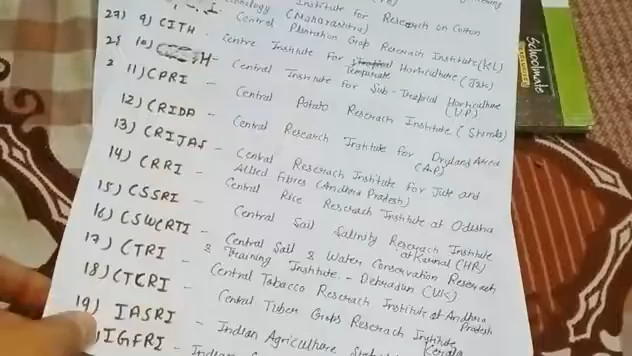 Institute for Research on Cotton
Technology (Maharashtra)
27) 9) CITH - Central Plantation Crop Research Institute (KL)
28 10) H - Centre Institute for Temperate Horticulture (J&K)
2 11) CPRI - Central Institute for Sub-Tropical Horticulture (UP)
12) CRIDA - Central Potato Research Institute (Shimla)
13) CRIJAS - Central Research Institute for Dryland Area (A.P)
14) CRRI - Central Research Institute for Jute and Allied Fibres (Andhra Pradesh)
15) CSSRI - Central Rice Research Institute at Odisha
16) CSWCRTI - Central Soil Salinity Research Institute at Karnal (HR)
17) CTRI - Central Soil & Water Conservation Research & Training Institute - Dehradun (UK)
18) CTCRI - Central Tobacco Research Institute at Andhra Pradesh
19) IASRI - Central Tuber Crops Research Institute Kerala
) IGFRI - Indian Agriculture
Indian
Schoolmate